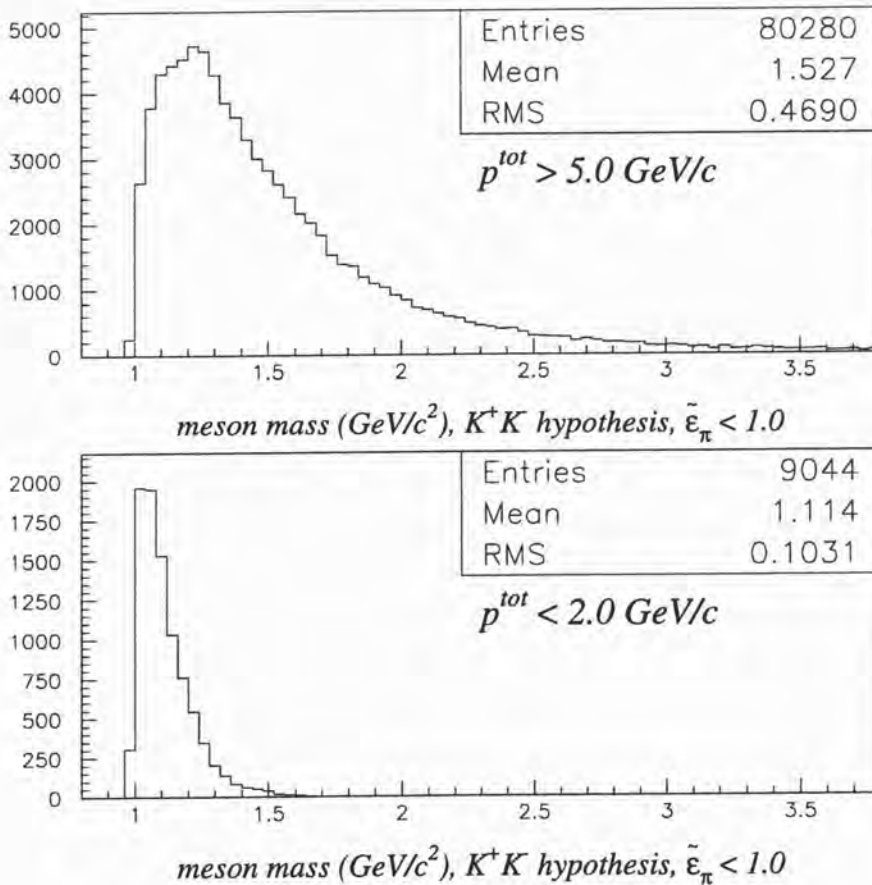 5000
4000
3000
2000
1000
0
Entries 80280
Mean 1.527
RMS 0.4690
p^tot > 5.0 GeV/c
1 1.5 2 2.5 3 3.5
meson mass (GeV/c²), K⁺K⁻ hypothesis, ε̃_π < 1.0
2000
1750
1500
1250
1000
750
500
250
0
Entries 9044
Mean 1.114
RMS 0.1031
p^tot < 2.0 GeV/c
1 1.5 2 2.5 3 3.5
meson mass (GeV/c²), K⁺K⁻ hypothesis, ε̃_π < 1.0